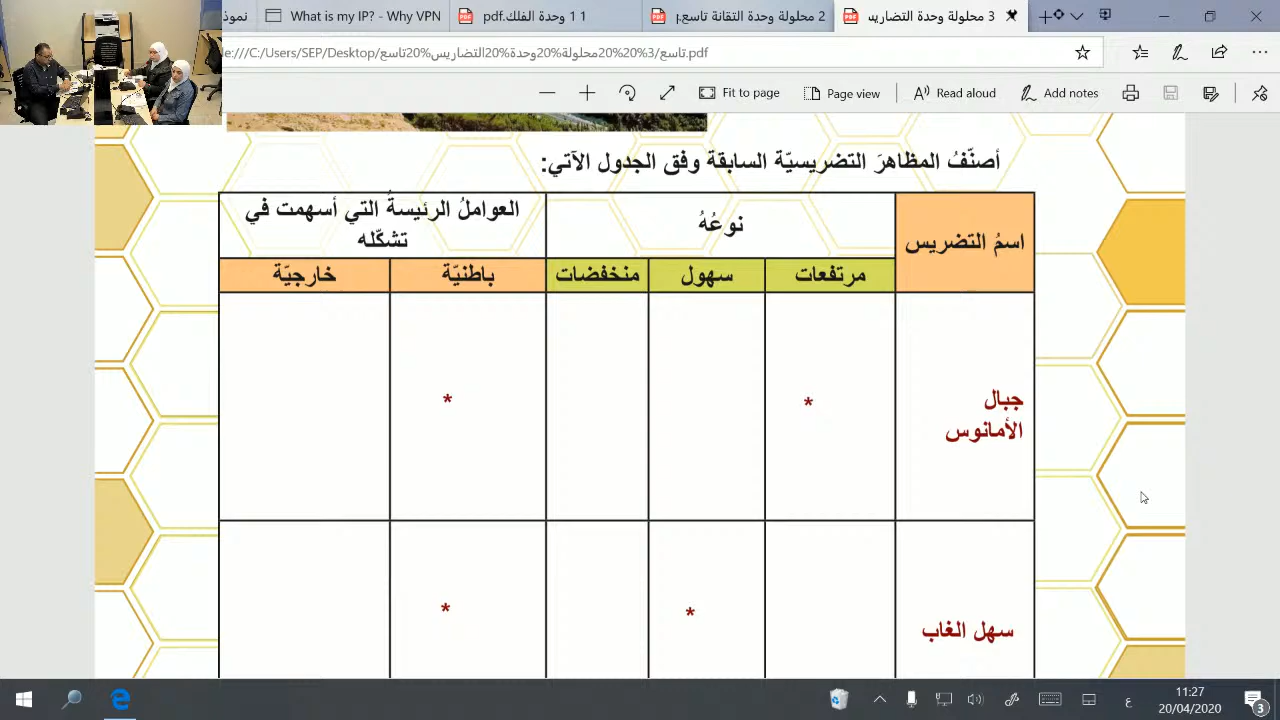 نموذ
What is my IP? - Why VPN
1 1 وحدة الفلك.pdf
2 محلولة وحدة التقانة تاسع.p
3 محلولة وحدة التضاريس
e:///C:/Users/SEP/Desktop/تاسع/3%20%20محلولة%20وحدة%20التضاريس%20تاسع.pdf
Fit to page
Page view
Read aloud
Add notes
أصنّفُ المظاهرَ التضريسيّة السابقة وفق الجدول الآتي:
اسمُ التضريس
نوعُهُ
العواملُ الرئيسةُ التي أسهمت في
تشكّله
مرتفعات
سهول
منخفضات
باطنيّة
خارجيّة
جبال
الأمانوس
*
*
سهل الغاب
*
*
ع
11:27
20/04/2020
3